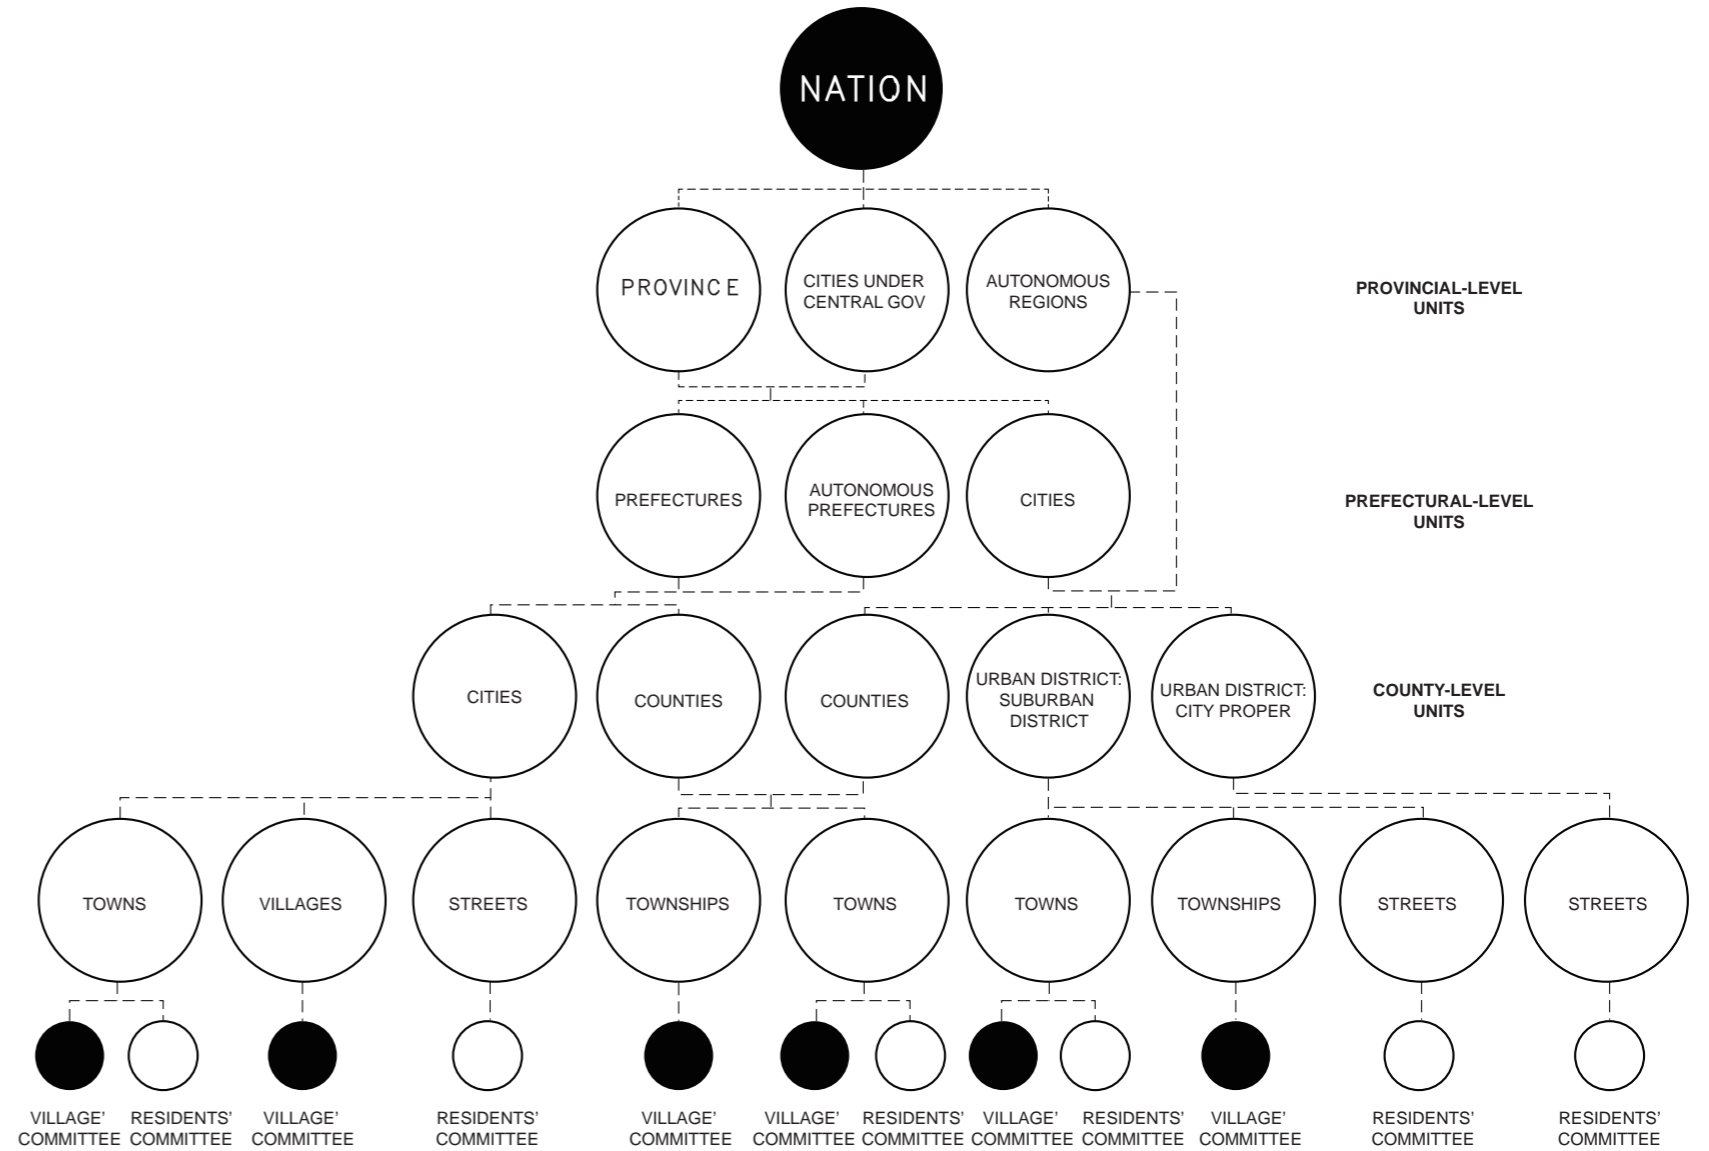 NATION
PROVINCE
CITIES UNDER
CENTRAL GOV
AUTONOMOUS
REGIONS
PROVINCIAL-LEVEL
UNITS
PREFECTURES
AUTONOMOUS
PREFECTURES
CITIES
PREFECTURAL-LEVEL
UNITS
CITIES
COUNTIES
COUNTIES
URBAN DISTRICT:
SUBURBAN
DISTRICT
URBAN DISTRICT:
CITY PROPER
COUNTY-LEVEL
UNITS
TOWNS
VILLAGES
STREETS
TOWNSHIPS
TOWNS
TOWNS
TOWNSHIPS
STREETS
STREETS
VILLAGE’
COMMITTEE
RESIDENTS’
COMMITTEE
VILLAGE’
COMMITTEE
RESIDENTS’
COMMITTEE
VILLAGE’
COMMITTEE
VILLAGE’
COMMITTEE
RESIDENTS’
COMMITTEE
VILLAGE’
COMMITTEE
RESIDENTS’
COMMITTEE
VILLAGE’
COMMITTEE
RESIDENTS’
COMMITTEE
RESIDENTS’
COMMITTEE